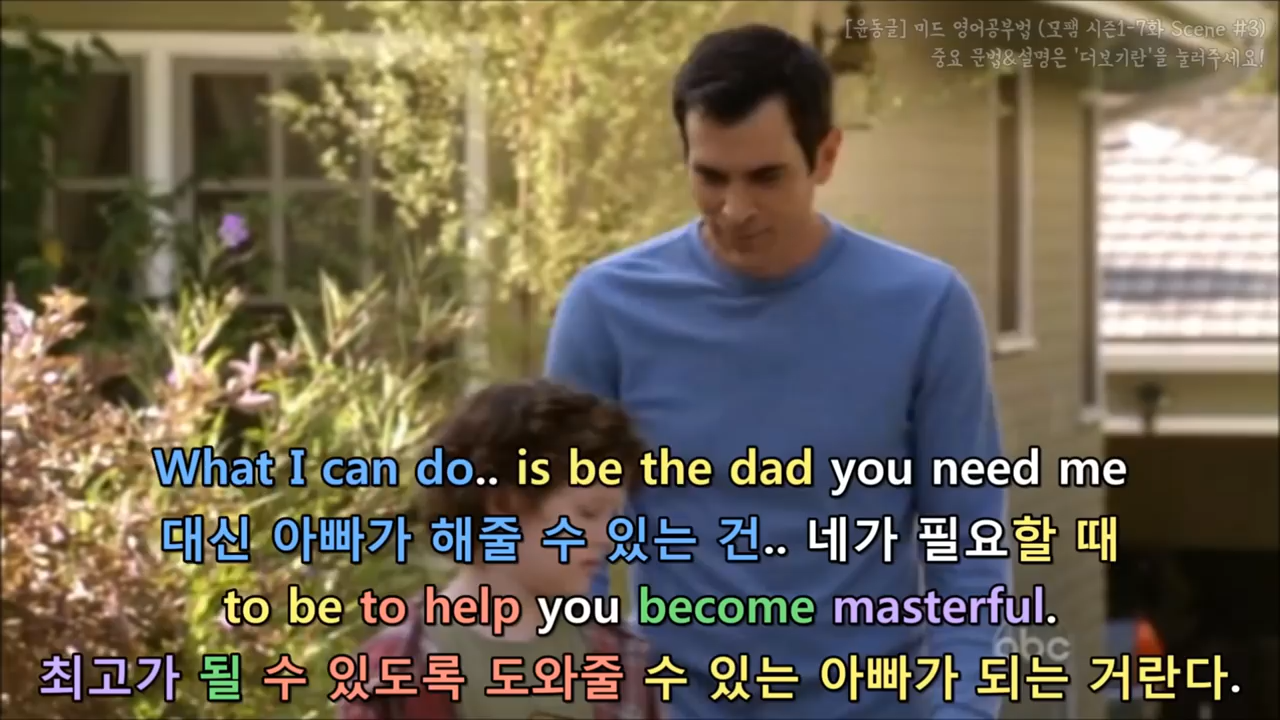 [윤동글] 미드 영어공부법 (모팸 시즌1-7화 Scene #3)
중요 문법&설명은 '더보기란'을 눌러주세요!
What I can do.. is be the dad you need me
대신 아빠가 해줄 수 있는 건.. 네가 필요할 때
to be to help you become masterful.
abc
최고가 될 수 있도록 도와줄 수 있는 아빠가 되는 거란다.